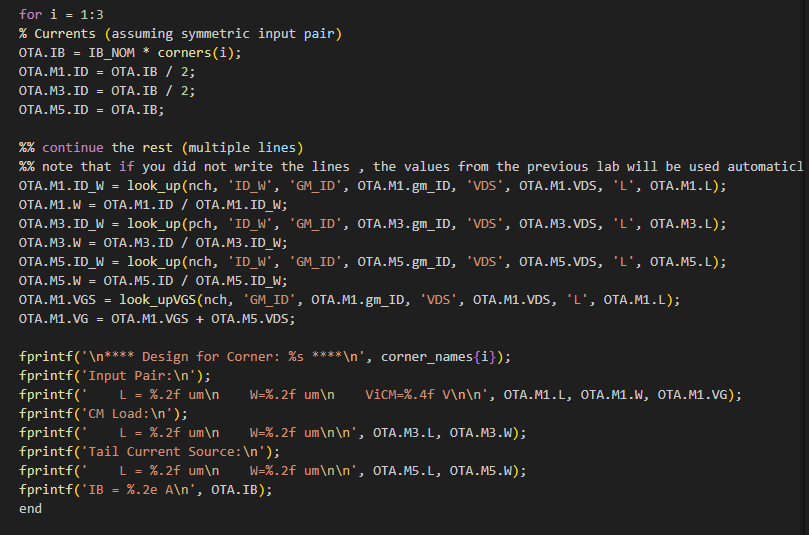 for i = 1:3
% Currents (assuming symmetric input pair)
OTA.IB = IB_NOM * corners(i);
OTA.M1.ID = OTA.IB / 2;
OTA.M3.ID = OTA.IB / 2;
OTA.M5.ID = OTA.IB;
%% continue the rest (multiple lines)
%% note that if you did not write the lines , the values from the previous lab will be used automaticl
OTA.M1.ID_W = look_up(nch, 'ID_W', 'GM_ID', OTA.M1.gm_ID, 'VDS', OTA.M1.VDS, 'L', OTA.M1.L);
OTA.M1.W = OTA.M1.ID / OTA.M1.ID_W;
OTA.M3.ID_W = look_up(pch, 'ID_W', 'GM_ID', OTA.M3.gm_ID, 'VDS', OTA.M3.VDS, 'L', OTA.M3.L);
OTA.M3.W = OTA.M3.ID / OTA.M3.ID_W;
OTA.M5.ID_W = look_up(nch, 'ID_W', 'GM_ID', OTA.M5.gm_ID, 'VDS', OTA.M5.VDS, 'L', OTA.M5.L);
OTA.M5.W = OTA.M5.ID / OTA.M5.ID_W;
OTA.M1.VGS = look_upVGS(nch, 'GM_ID', OTA.M1.gm_ID, 'VDS', OTA.M1.VDS, 'L', OTA.M1.L);
OTA.M1.VG = OTA.M1.VGS + OTA.M5.VDS;
fprintf('\n**** Design for Corner: %s ****\n', corner_names{i});
fprintf('Input Pair:\n');
fprintf('    L = %.2f um\n    W=%.2f um\n    ViCM=%.4f V\n\n', OTA.M1.L, OTA.M1.W, OTA.M1.VG);
fprintf('CM Load:\n');
fprintf('    L = %.2f um\n    W=%.2f um\n\n', OTA.M3.L, OTA.M3.W);
fprintf('Tail Current Source:\n');
fprintf('    L = %.2f um\n    W=%.2f um\n\n', OTA.M5.L, OTA.M5.W);
fprintf('IB = %.2e A\n', OTA.IB);
end